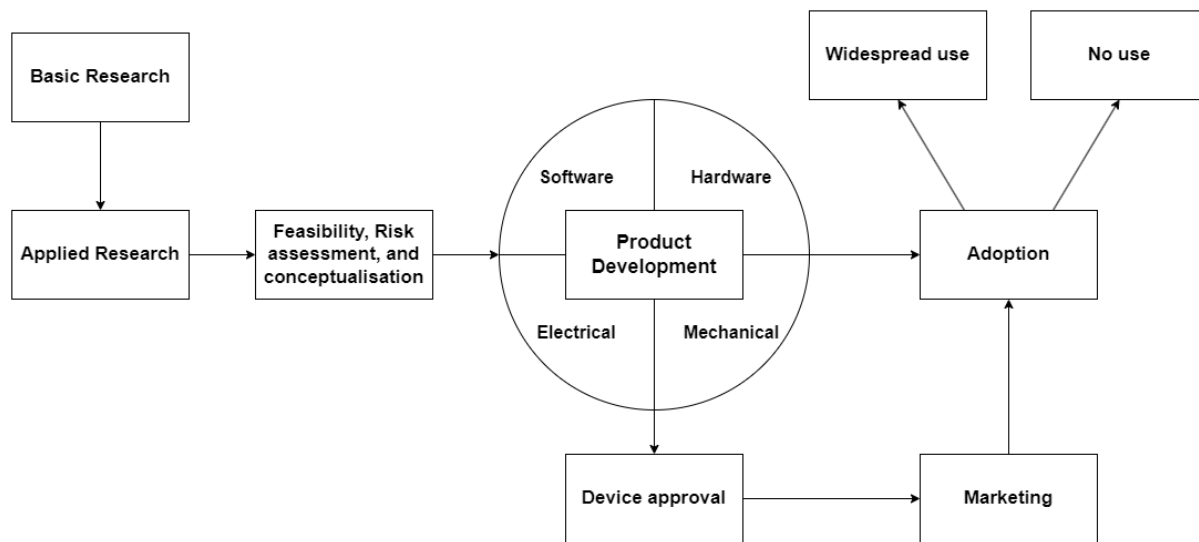 Basic Research
Applied Research
Feasibility, Risk
assessment, and
conceptualisation
Software
Hardware
Product
Development
Electrical
Mechanical
Device approval
Marketing
Adoption
Widespread use
No use